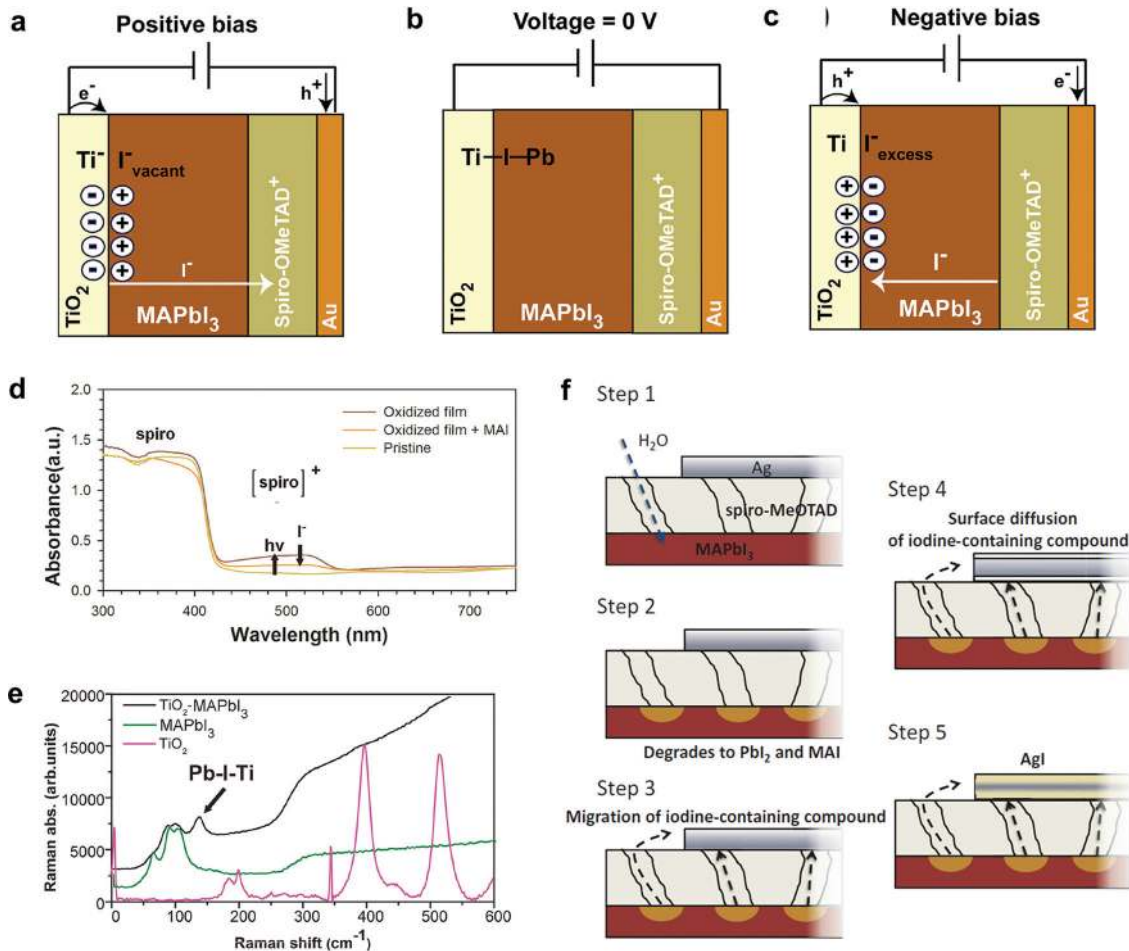 a
Positive bias
e-
h+
Ti-
I-vacant
I-
TiO2
MAPbI3
Spiro-OMeTAD+
Au
b
Voltage = 0 V
Ti–I–Pb
TiO2
MAPbI3
Spiro-OMeTAD+
Au
c
)
Negative bias
h+
e-
Ti
I-excess
I-
TiO2
MAPbI3
Spiro-OMeTAD+
Au
d
2.0
1.5
1.0
0.5
0.0
Absorbance(a.u.)
spiro
Oxidized film
Oxidized film + MAI
Pristine
[spiro]+
hν
I-
300 400 500 600 700
Wavelength (nm)
e
20000
15000
10000
5000
0
Raman abs. (arb.units)
TiO2-MAPbI3
MAPbI3
TiO2
Pb-I-Ti
0 100 200 300 400 500 600
Raman shift (cm-1)
f
Step 1
H2O
Ag
spiro-MeOTAD
MAPbI3
Step 2
Degrades to PbI2 and MAI
Step 3
Migration of iodine-containing compound
Step 4
Surface diffusion
of iodine-containing compound
Step 5
AgI